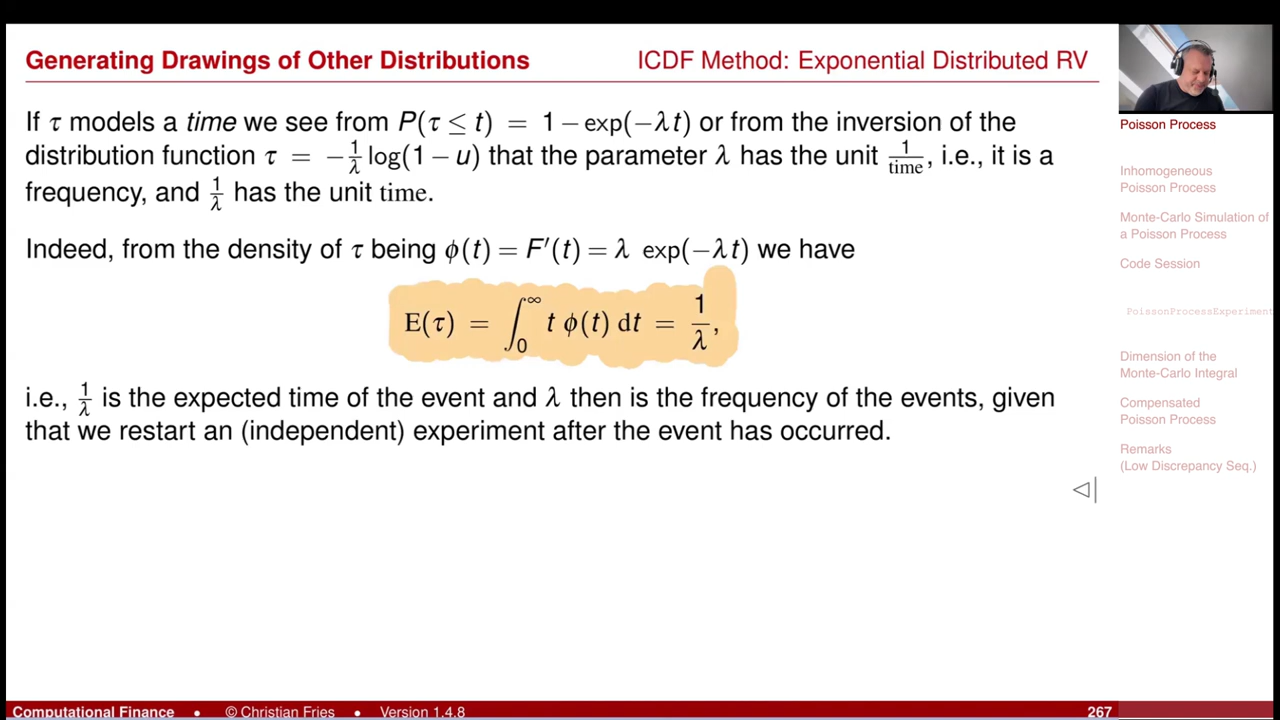 Generating Drawings of Other Distributions
ICDF Method: Exponential Distributed RV
If τ models a time we see from P(τ ≤ t) = 1 − exp(−λt) or from the inversion of the
distribution function τ = −1/λ log(1 − u) that the parameter λ has the unit 1/time, i.e., it is a
frequency, and 1/λ has the unit time.
Indeed, from the density of τ being ϕ(t) = F′(t) = λ exp(−λt) we have
E(τ) = ∫₀^∞ t ϕ(t) dt = 1/λ,
i.e., 1/λ is the expected time of the event and λ then is the frequency of the events, given
that we restart an (independent) experiment after the event has occurred.
◁|
Poisson Process
Inhomogeneous
Poisson Process
Monte-Carlo Simulation of
a Poisson Process
Code Session
PoissonProcessExperiment
Dimension of the
Monte-Carlo Integral
Compensated
Poisson Process
Remarks
(Low Discrepancy Seq.)
Computational Finance • © Christian Fries • Version 1.4.8
267